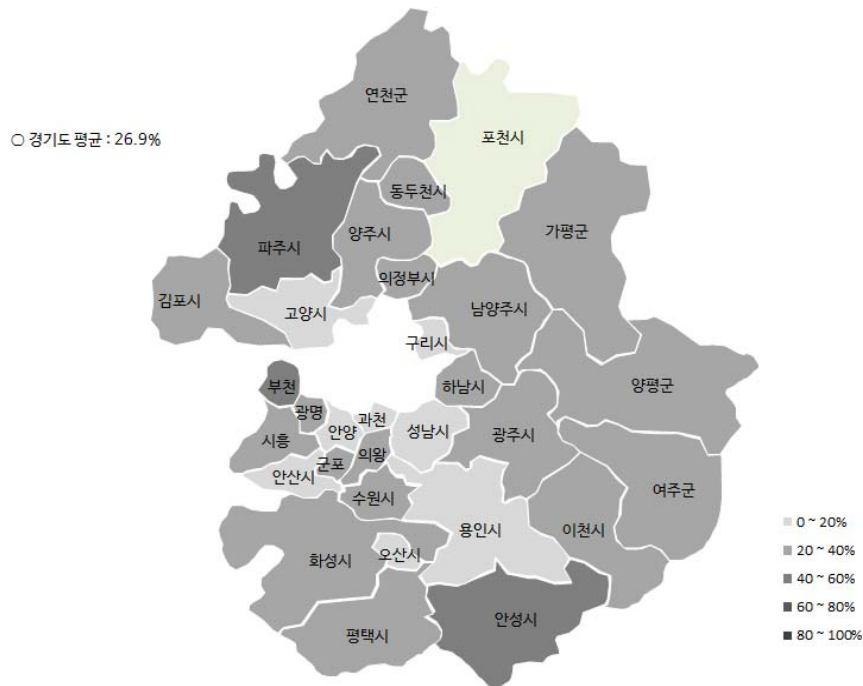 연천군
○ 경기도 평균 : 26.9%
포천시
동두천시
가평군
양주시
파주시
의정부시
김포시
고양시
남양주시
구리시
하남시
양평군
부천
광명
과천
안양
성남시
시흥
광주시
군포
의왕
안산시
여주군
수원시
용인시
이천시
오산시
화성시
안성시
평택시
0 ~ 20%
20 ~ 40%
40 ~ 60%
60 ~ 80%
80 ~ 100%